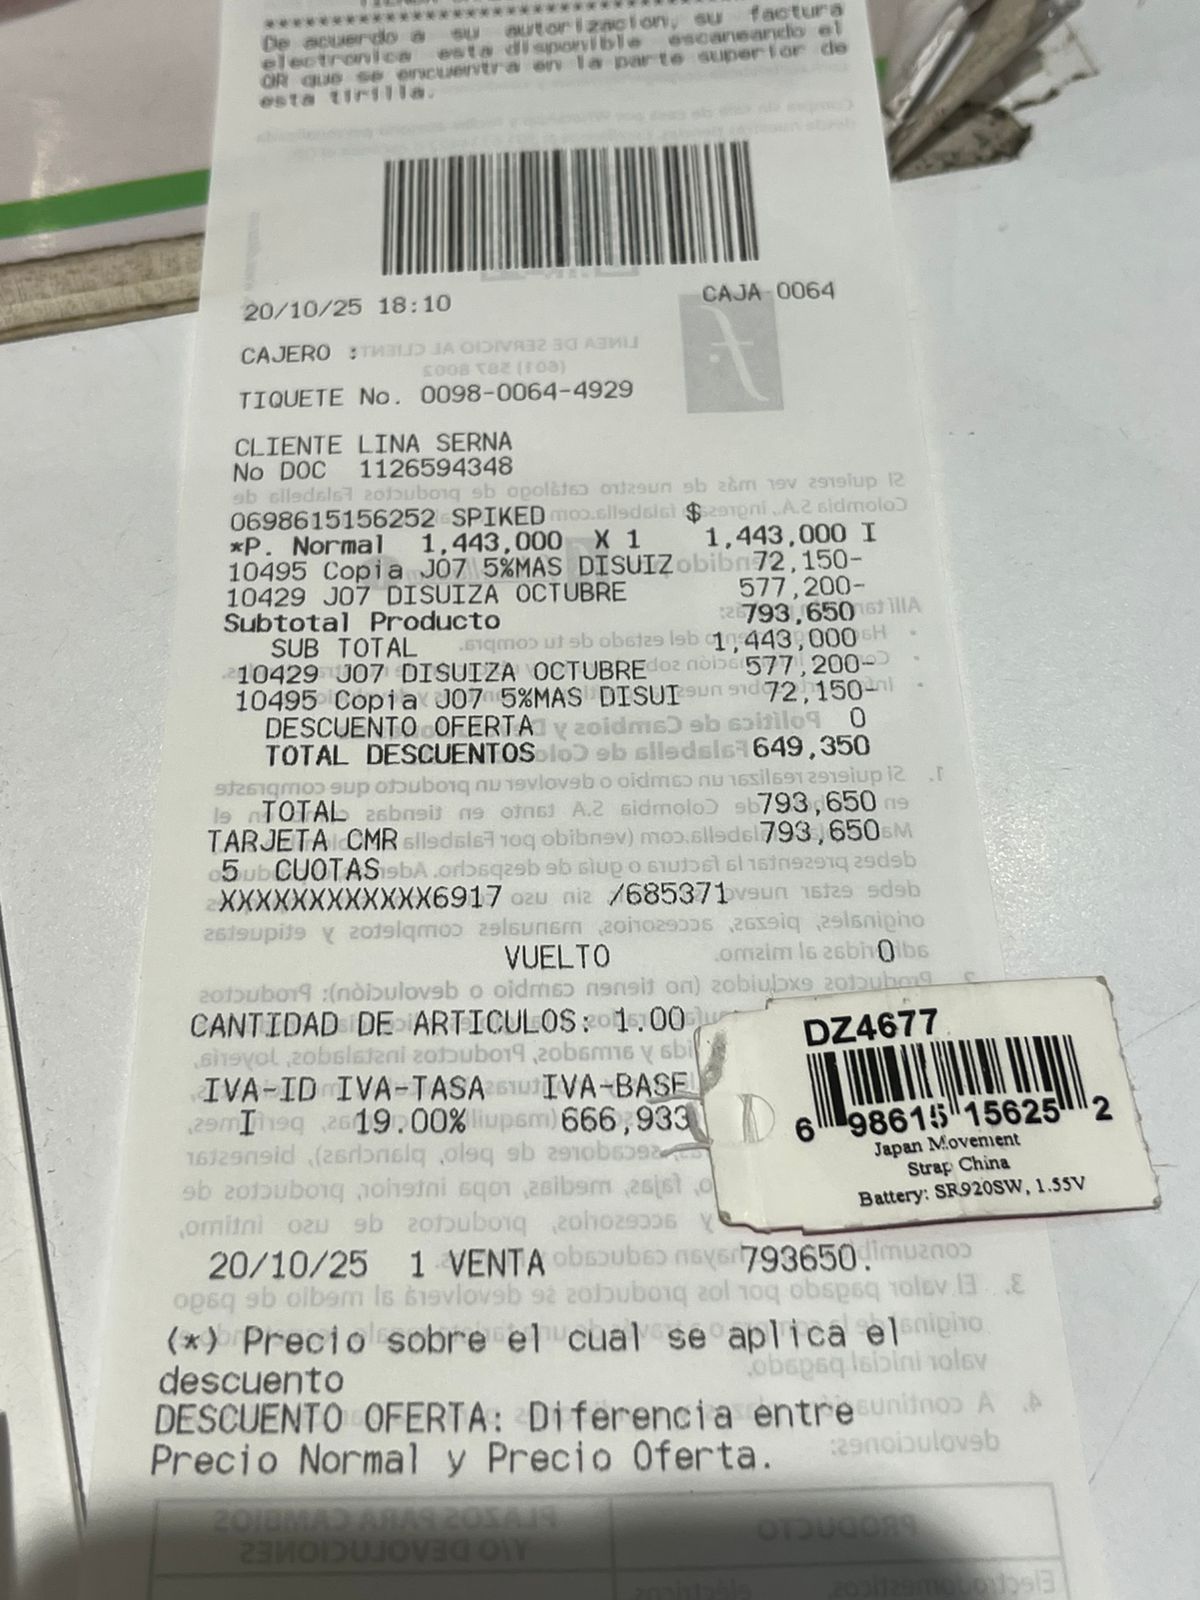 De acuerdo a su autorizacion, su factura
electronica esta disponible escaneando el
QR que se encuentra en la parte superior de
esta tirilla.
20/10/25 18:10 CAJA 0064
CAJERO :
TIQUETE No. 0098-0064-4929
CLIENTE LINA SERNA
No DOC 1126594348
0698615156252 SPIKED $
*P. Normal 1,443,000 X 1 1,443,000 I
10495 Copia J07 5%MAS DISUIZ 72,150-
10429 J07 DISUIZA OCTUBRE 577,200-
Subtotal Producto 793,650
SUB TOTAL 1,443,000
10429 J07 DISUIZA OCTUBRE 577,200-
10495 Copia J07 5%MAS DISUI 72,150-
DESCUENTO OFERTA 0
TOTAL DESCUENTOS 649,350
TOTAL 793,650
TARJETA CMR 793,650
5 CUOTAS
XXXXXXXXXXXX6917 /685371
VUELTO 0
CANTIDAD DE ARTICULOS: 1.00
IVA-ID IVA-TASA IVA-BASE
I 19.00% 666,933
20/10/25 1 VENTA 793650.
(*) Precio sobre el cual se aplica el
descuento
DESCUENTO OFERTA: Diferencia entre
Precio Normal y Precio Oferta.
DZ4677
6 98615 15625 2
Japan Movement
Strap China
Battery: SR920SW, 1.55V